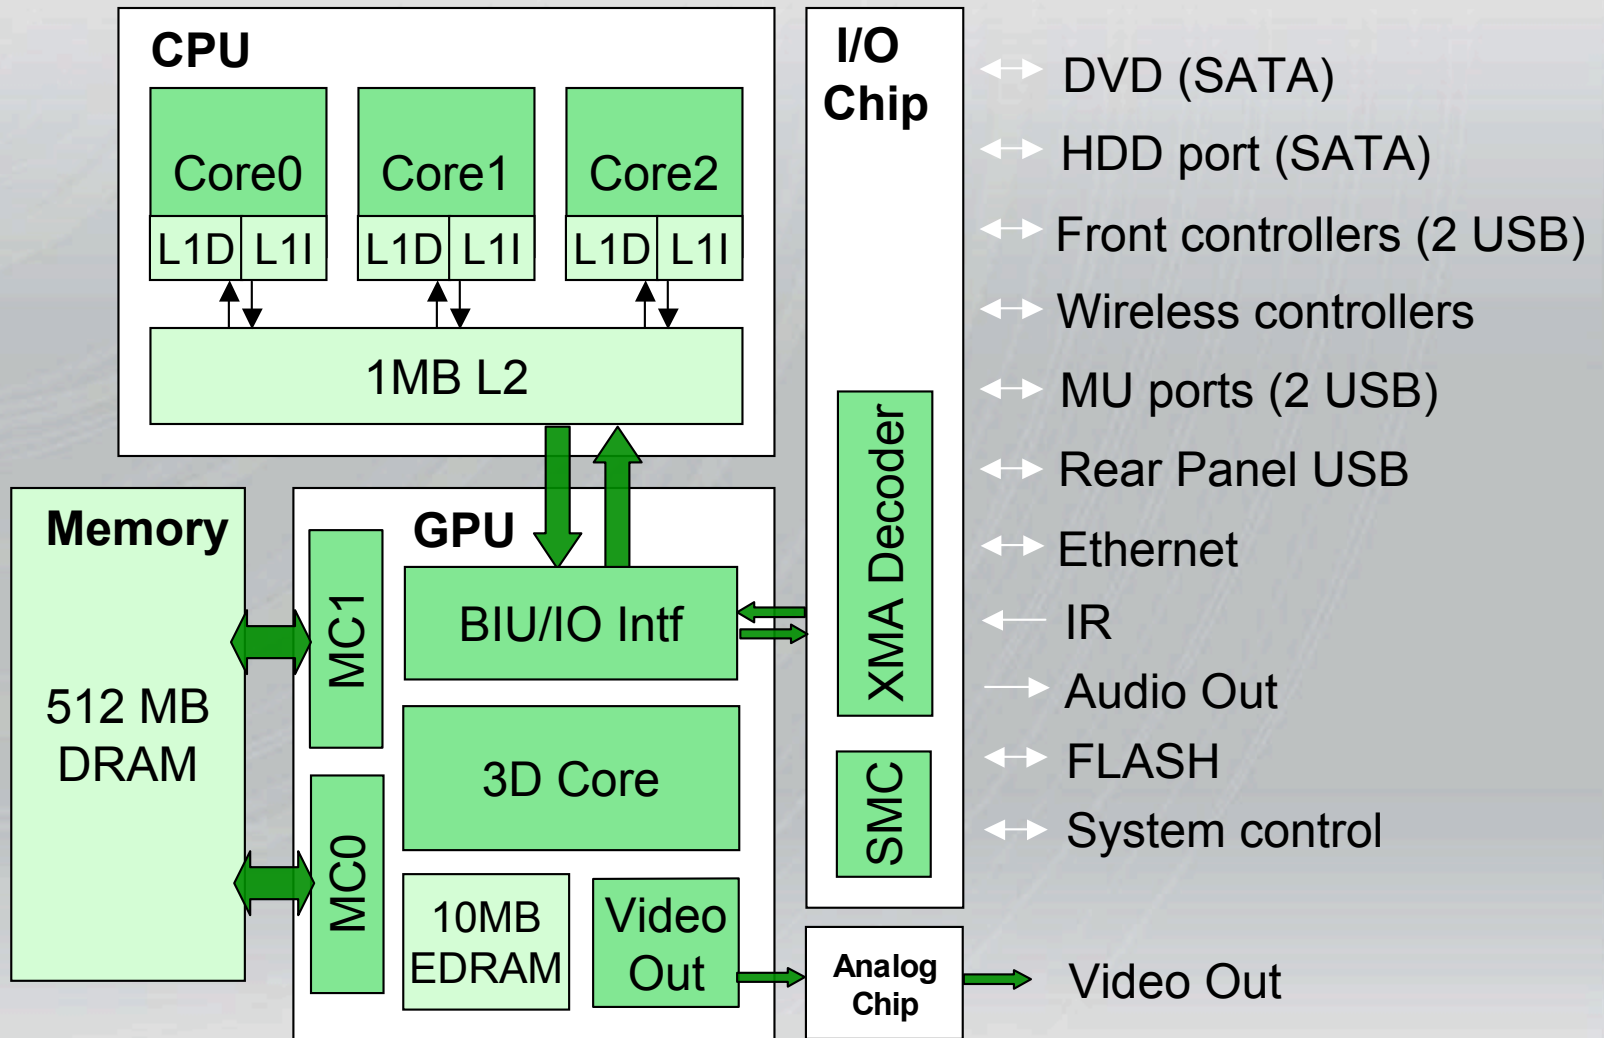 CPU
Core0
Core1
Core2
L1D
L1I
L1D
L1I
L1D
L1I
1MB L2
Memory
512 MB
DRAM
GPU
MC1
MC0
BIU/IO Intf
3D Core
10MB
EDRAM
Video
Out
I/O
Chip
XMA Decoder
SMC
Analog
Chip
DVD (SATA)
HDD port (SATA)
Front controllers (2 USB)
Wireless controllers
MU ports (2 USB)
Rear Panel USB
Ethernet
IR
Audio Out
FLASH
System control
Video Out